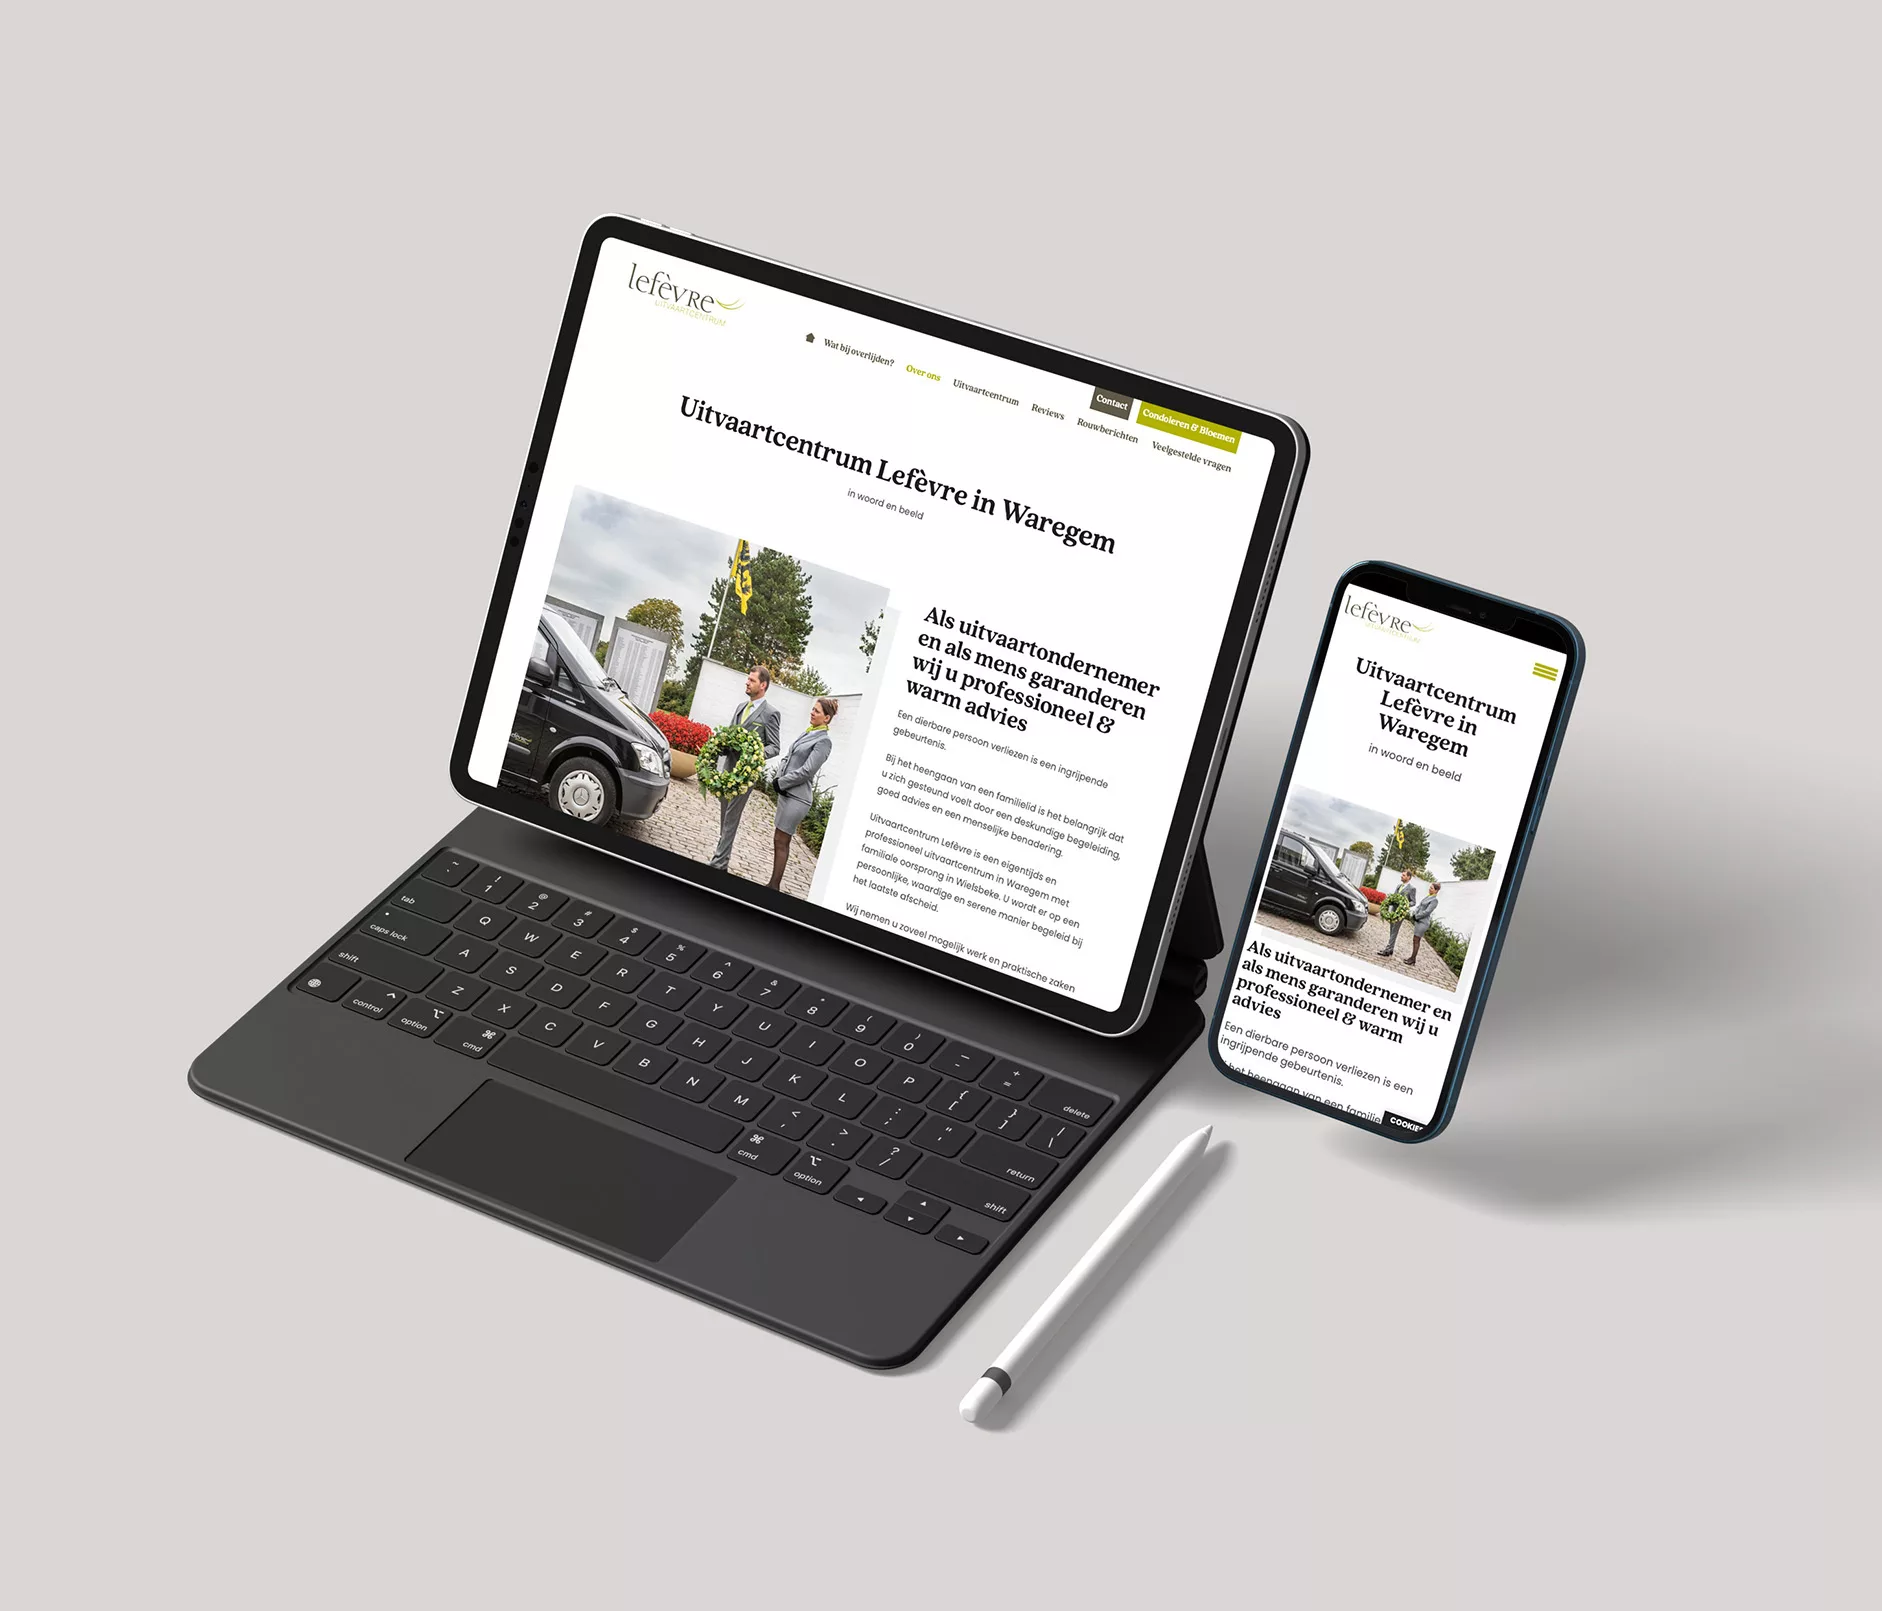 lefèvre
UITVAARTCENTRUM
Contact
Condoleren & Bloemen
Wat bij overlijden?
Over ons
Uitvaartcentrum
Reviews
Rouwberichten
Veelgestelde vragen
Uitvaartcentrum Lefèvre in Waregem
in woord en beeld
Als uitvaartondernemer
en als mens garanderen
wij u professioneel &
warm advies
Een dierbare persoon verliezen is een ingrijpende
gebeurtenis.
Bij het heengaan van een familielid is het belangrijk dat
u zich gesteund voelt door een deskundige begeleiding,
goed advies en een menselijke benadering.
Uitvaartcentrum Lefèvre is een eigentijds en
professioneel uitvaartcentrum in Waregem met
familiale oorsprong in Wielsbeke. U wordt er op een
persoonlijke, waardige en serene manier begeleid bij
het laatste afscheid.
Wij nemen u zoveel mogelijk werk en praktische zaken
lefèvre
UITVAARTCENTRUM
Uitvaartcentrum
Lefèvre in
Waregem
in woord en beeld
Als uitvaartondernemer en
als mens garanderen wij u
professioneel & warm
advies
Een dierbare persoon verliezen is een
ingrijpende gebeurtenis.
het heengaan van een familie
COOKIES
~ ` ! 1 @ 2 # 3 $ 4 % 5 ^ 6 & 7 * 8 ( 9 ) 0 _ - + = delete
tab Q W E R T Y U I O P { [ } ] | \
caps lock A S D F G H J K L : ; " ' return
shift Z X C V B N M < , > . ? / shift
control option ⌘ cmd ⌘ cmd option ◄ ▲ ▼ ►